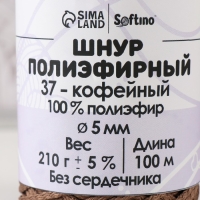 SIMA LAND Softino
ШНУР
ПОЛИЭФИРНЫЙ
37 - кофейный
100 % полиэфир
ø 5 мм
Вес Длина
210 г ± 5 % 100 м
Без сердечника